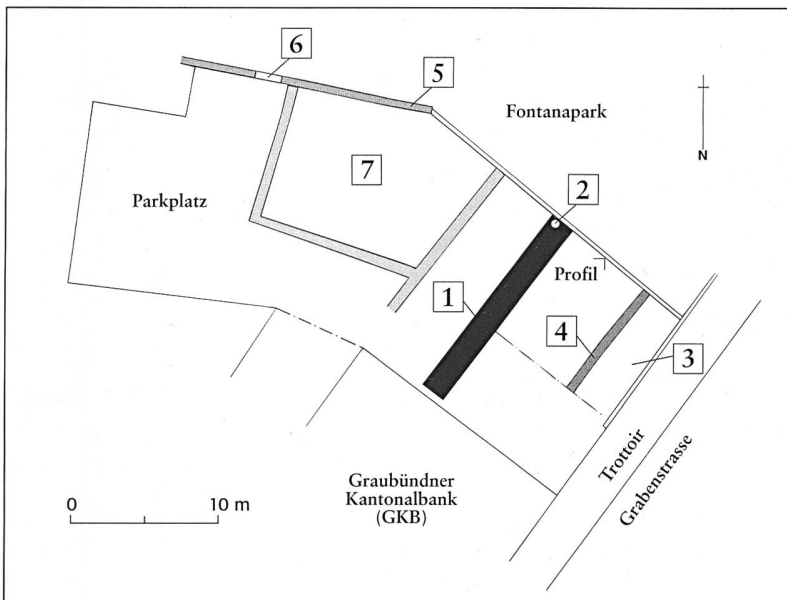 6
5
Fontanapark
N
7
2
Parkplatz
Profil
1
4
3
Trottoir
Grabenstrasse
Graubündner
Kantonalbank
(GKB)
0
10 m